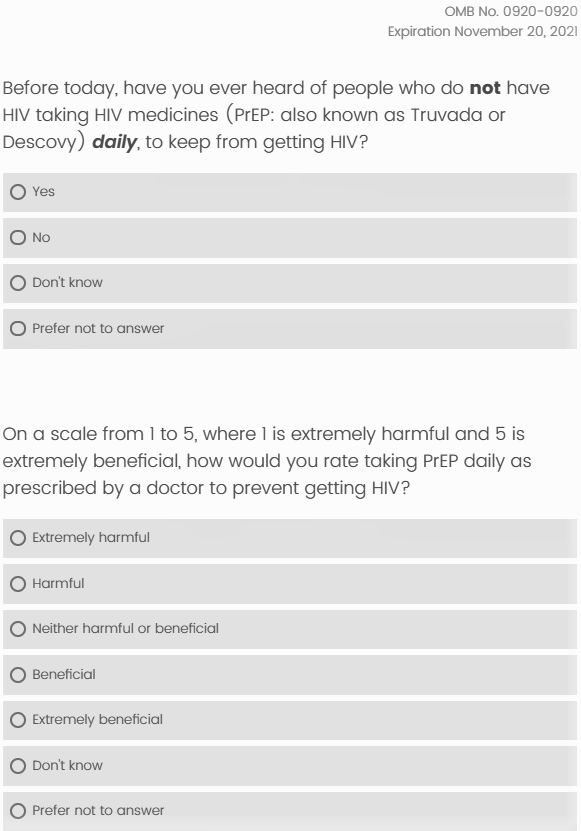 OMB No. 0920-0920
Expiration November 20, 2021
Before today, have you ever heard of people who do not have
HIV taking HIV medicines (PrEP: also known as Truvada or
Descovy) daily, to keep from getting HIV?
Yes
No
Don't know
Prefer not to answer
On a scale from 1 to 5, where 1 is extremely harmful and 5 is
extremely beneficial, how would you rate taking PrEP daily as
prescribed by a doctor to prevent getting HIV?
Extremely harmful
Harmful
Neither harmful or beneficial
Beneficial
Extremely beneficial
Don't know
Prefer not to answer